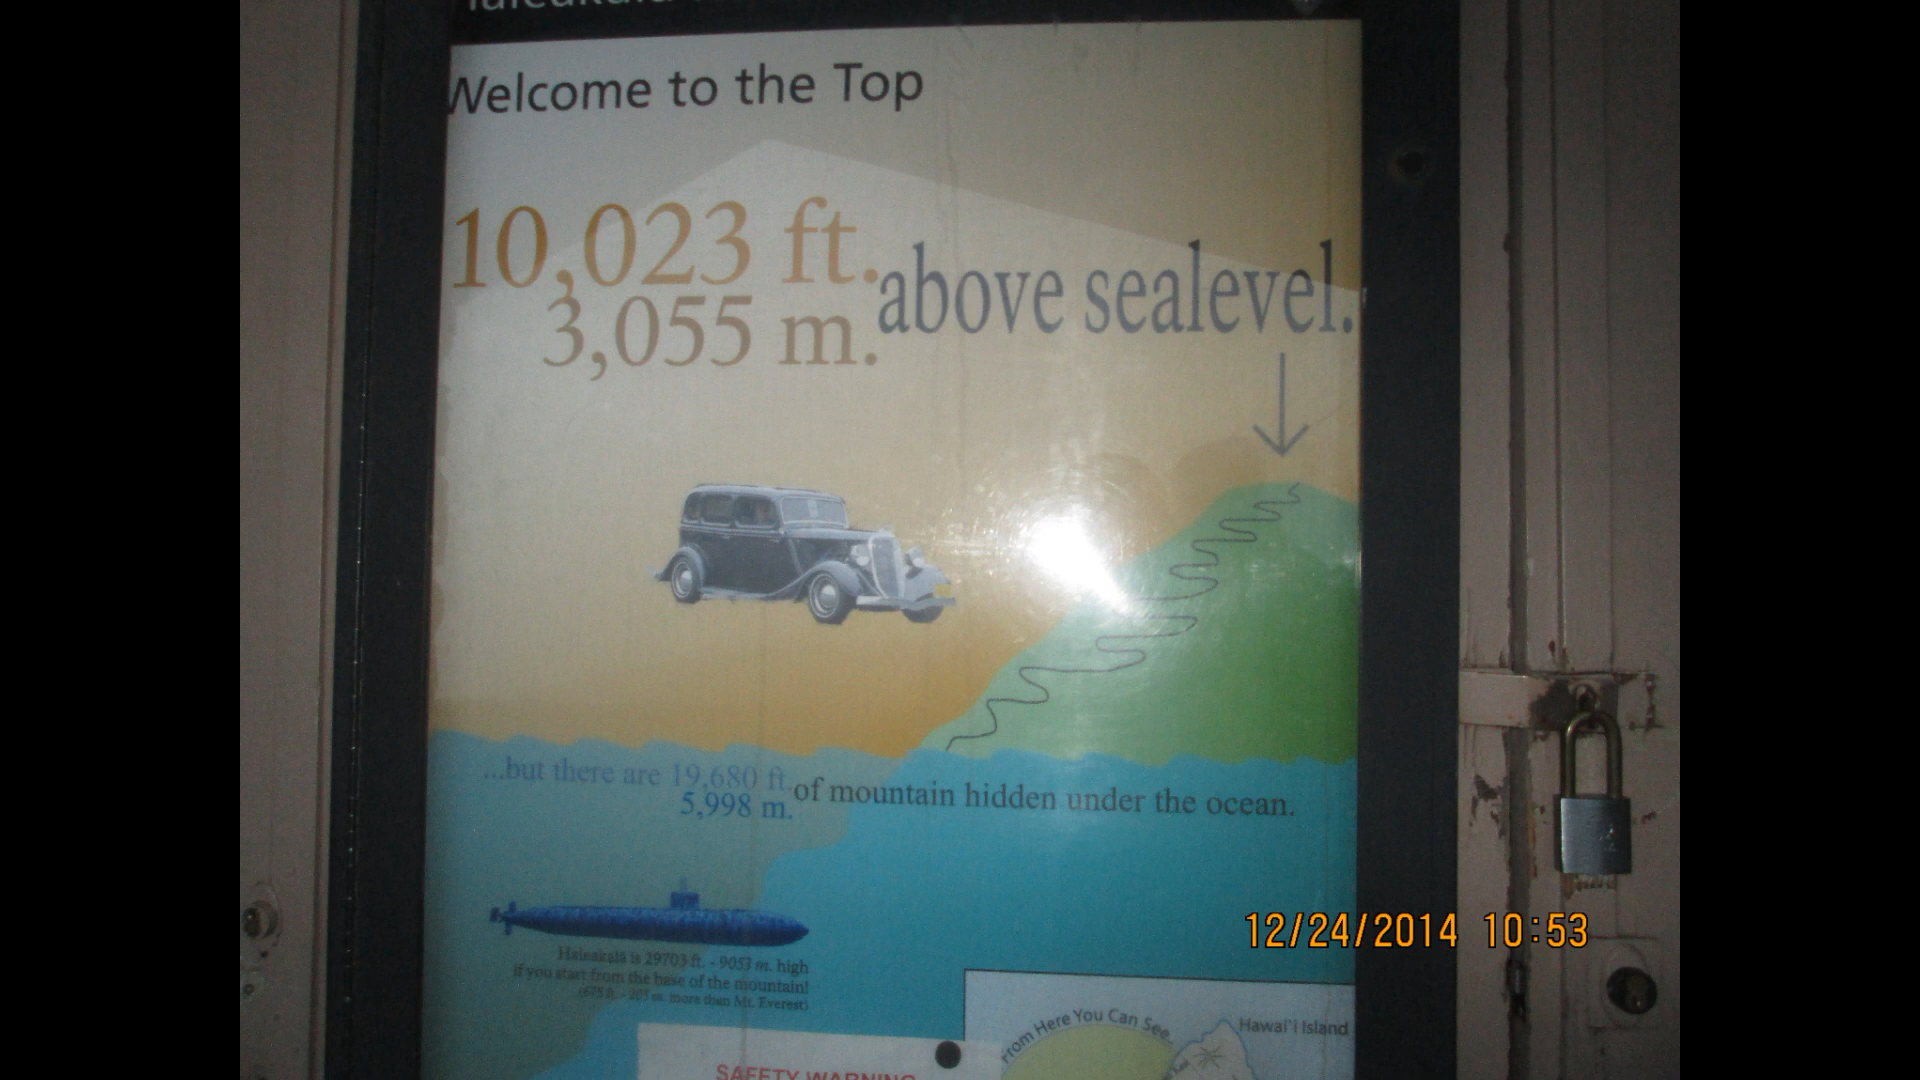 Haleakalā
Welcome to the Top
10,023 ft.
3,055 m.
above sealevel.
...but there are 19,680 ft.
5,998 m.
of mountain hidden under the ocean.
Haleakalā is 29703 ft. - 9053 m. high
if you start from the base of the mountain!
(675 ft. - 205 m. more than Mt. Everest)
12/24/2014 10:53
From Here You Can See
Hawai'i Island
SAFETY WARNING